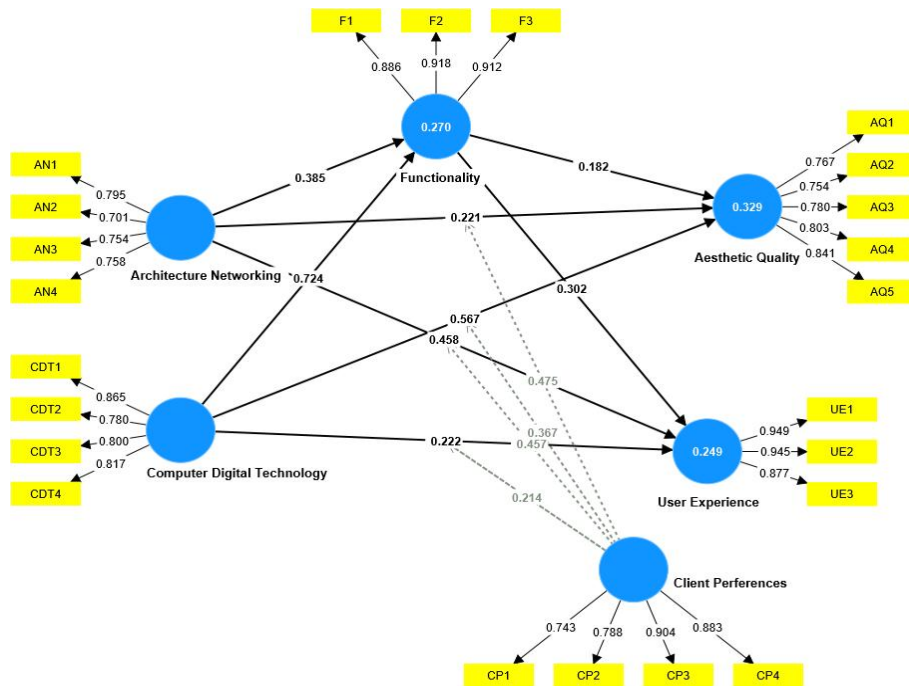 F1
F2
F3
0.886
0.918
0.912
0.270
Functionality
AN1
AN2
AN3
AN4
0.795
0.701
0.754
0.758
Architecture Networking
0.385
0.182
0.221
0.724
0.302
AQ1
AQ2
AQ3
AQ4
AQ5
0.767
0.754
0.780
0.803
0.841
0.329
Aesthetic Quality
0.567
0.458
0.475
0.367
0.457
0.222
0.214
CDT1
CDT2
CDT3
CDT4
0.865
0.780
0.800
0.817
Computer Digital Technology
UE1
UE2
UE3
0.949
0.945
0.877
0.249
User Experience
Client Perferences
0.743
0.788
0.904
0.883
CP1
CP2
CP3
CP4